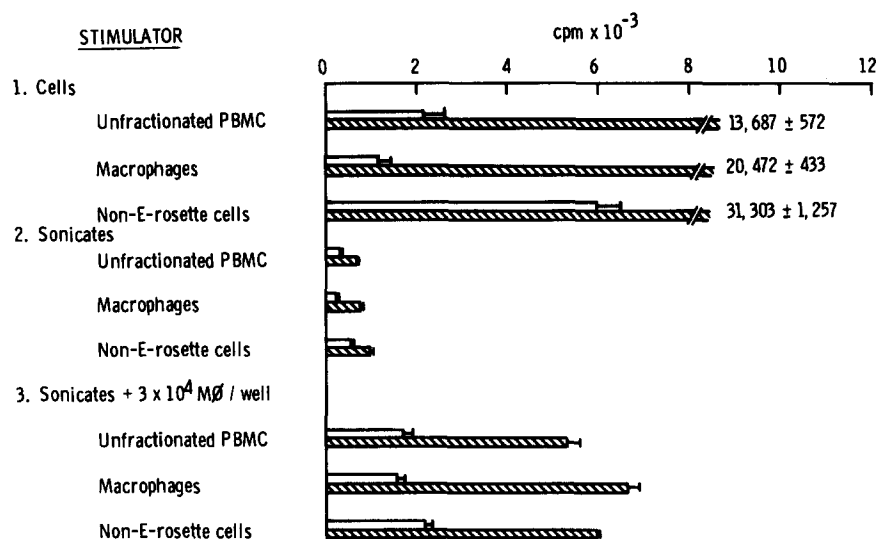 STIMULATOR
cpm x 10⁻³
0 2 4 6 8 10 12
1. Cells
Unfractionated PBMC 13,687 ± 572
Macrophages 20,472 ± 433
Non-E-rosette cells 31,303 ± 1,257
2. Sonicates
Unfractionated PBMC
Macrophages
Non-E-rosette cells
3. Sonicates + 3 x 10⁴ MØ / well
Unfractionated PBMC
Macrophages
Non-E-rosette cells